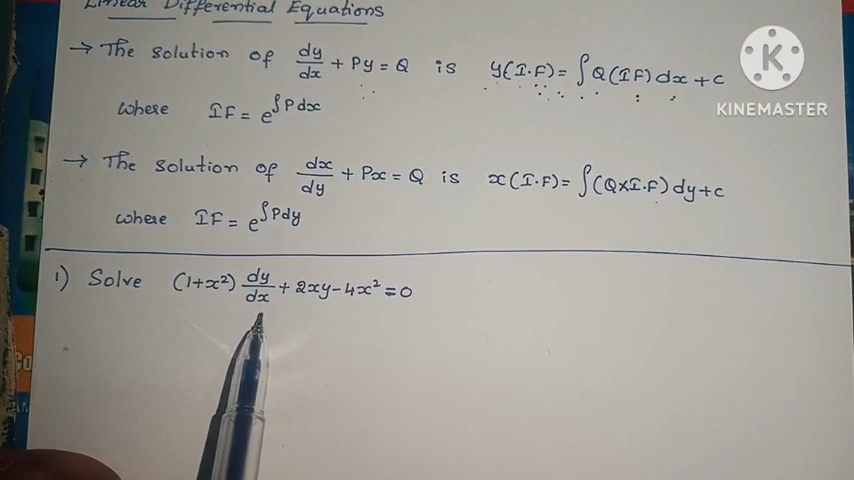 Linear Differential Equations
→ The solution of dy/dx + Py = Q is y(I.F) = ∫Q(IF)dx + c
where IF = e^∫Pdx
→ The solution of dx/dy + Px = Q is x(I.F) = ∫(Q×I.F)dy+c
where IF = e^∫Pdy
1) Solve (1+x²) dy/dx + 2xy - 4x² = 0
K
KINEMASTER